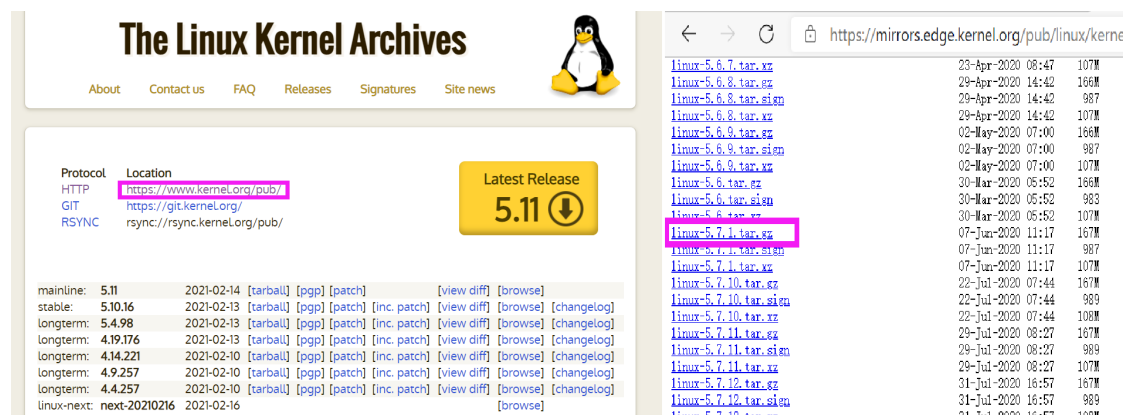 The Linux Kernel Archives
About Contact us FAQ Releases Signatures Site news
Protocol Location
HTTP https://www.kernel.org/pub/
GIT https://git.kernel.org/
RSYNC rsync://rsync.kernel.org/pub/
Latest Release
5.11
mainline: 5.11 2021-02-14 [tarball] [pgp] [patch] [view diff] [browse]
stable: 5.10.16 2021-02-13 [tarball] [pgp] [patch] [inc. patch] [view diff] [browse] [changelog]
longterm: 5.4.98 2021-02-13 [tarball] [pgp] [patch] [inc. patch] [view diff] [browse] [changelog]
longterm: 4.19.176 2021-02-13 [tarball] [pgp] [patch] [inc. patch] [view diff] [browse] [changelog]
longterm: 4.14.221 2021-02-10 [tarball] [pgp] [patch] [inc. patch] [view diff] [browse] [changelog]
longterm: 4.9.257 2021-02-10 [tarball] [pgp] [patch] [inc. patch] [view diff] [browse] [changelog]
longterm: 4.4.257 2021-02-10 [tarball] [pgp] [patch] [inc. patch] [view diff] [browse] [changelog]
linux-next: next-20210216 2021-02-16 [browse]
https://mirrors.edge.kernel.org/pub/linux/kerne
linux-5.6.7.tar.xz 23-Apr-2020 08:47 107M
linux-5.6.8.tar.gz 29-Apr-2020 14:42 166M
linux-5.6.8.tar.sign 29-Apr-2020 14:42 987
linux-5.6.8.tar.xz 29-Apr-2020 14:42 107M
linux-5.6.9.tar.gz 02-May-2020 07:00 166M
linux-5.6.9.tar.sign 02-May-2020 07:00 987
linux-5.6.9.tar.xz 02-May-2020 07:00 107M
linux-5.6.tar.gz 30-Mar-2020 05:52 166M
linux-5.6.tar.sign 30-Mar-2020 05:52 983
linux-5.6.tar.xz 30-Mar-2020 05:52 107M
linux-5.7.1.tar.gz 07-Jun-2020 11:17 167M
linux-5.7.1.tar.sign 07-Jun-2020 11:17 987
linux-5.7.1.tar.xz 07-Jun-2020 11:17 107M
linux-5.7.10.tar.gz 22-Jul-2020 07:44 167M
linux-5.7.10.tar.sign 22-Jul-2020 07:44 989
linux-5.7.10.tar.xz 22-Jul-2020 07:44 108M
linux-5.7.11.tar.gz 29-Jul-2020 08:27 167M
linux-5.7.11.tar.sign 29-Jul-2020 08:27 989
linux-5.7.11.tar.xz 29-Jul-2020 08:27 107M
linux-5.7.12.tar.gz 31-Jul-2020 16:57 167M
linux-5.7.12.tar.sign 31-Jul-2020 16:57 989